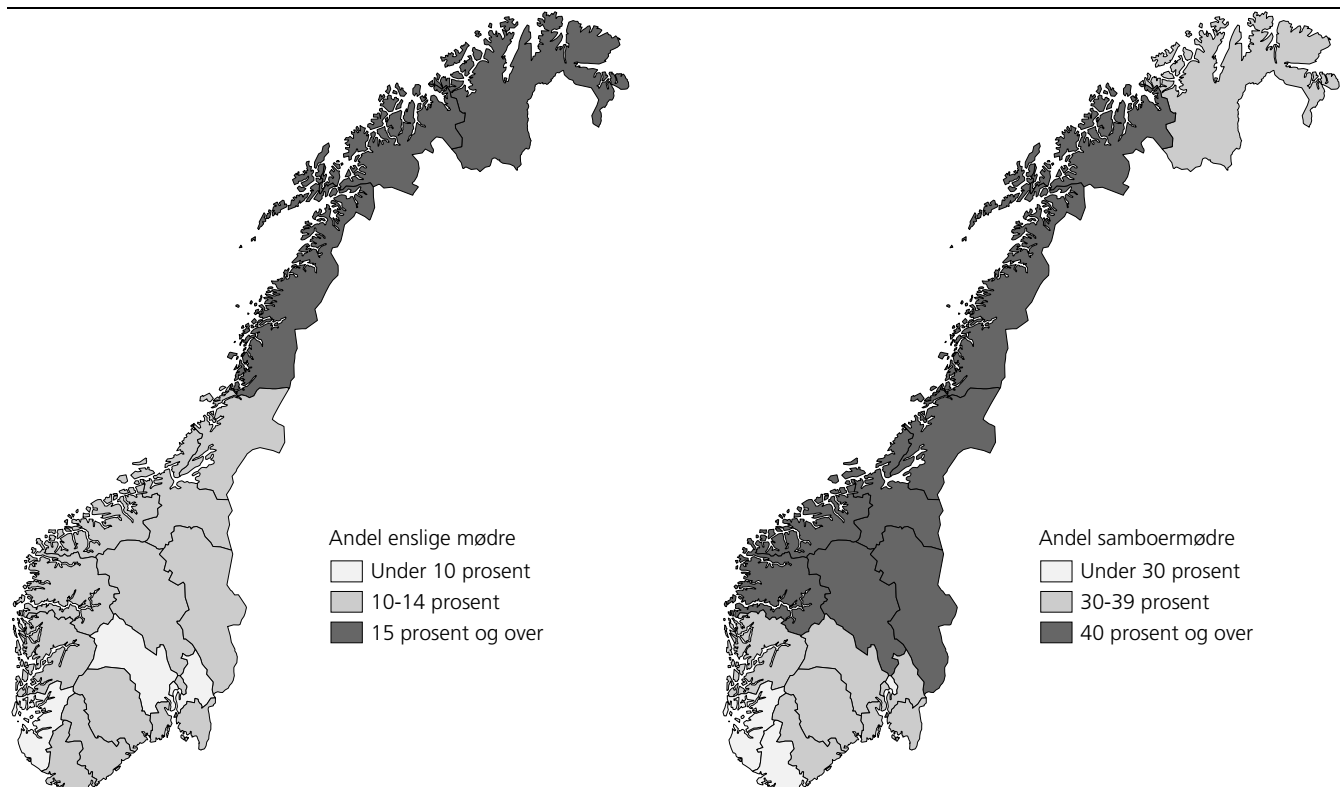 Andel enslige mødre
Under 10 prosent
10-14 prosent
15 prosent og over
Andel samboermødre
Under 30 prosent
30-39 prosent
40 prosent og over